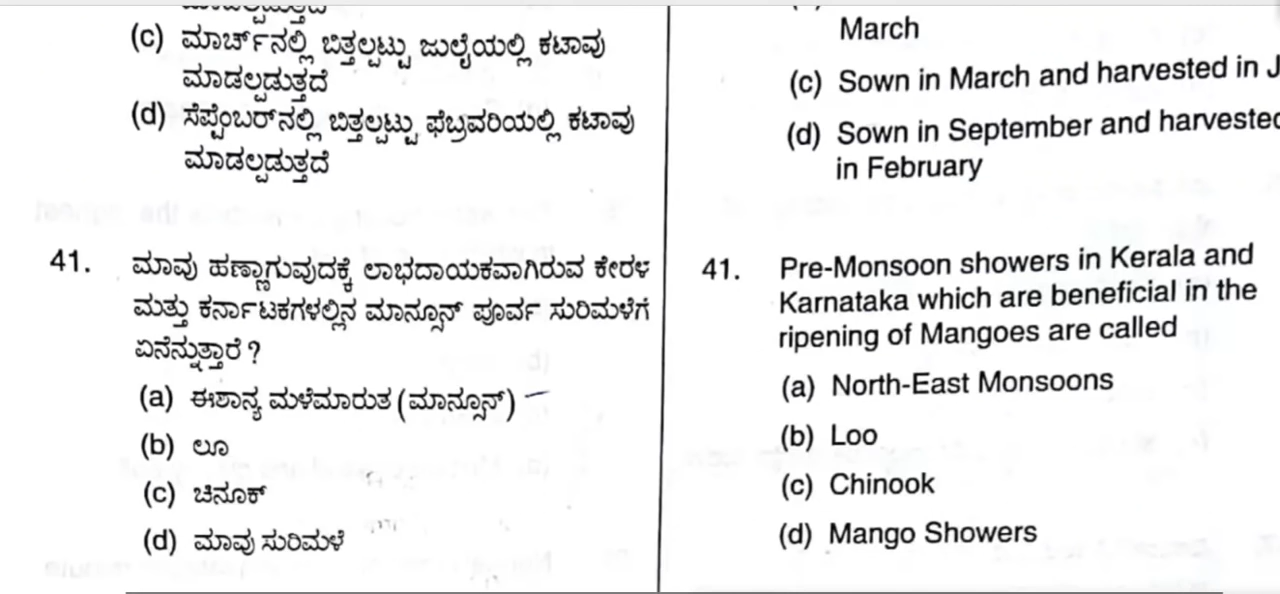 (c) ಮಾರ್ಚ್‌ನಲ್ಲಿ ಬಿತ್ತಲ್ಪಟ್ಟು ಜುಲೈಯಲ್ಲಿ ಕಟಾವು
ಮಾಡಲ್ಪಡುತ್ತದೆ
(d) ಸೆಪ್ಟೆಂಬರ್‌ನಲ್ಲಿ ಬಿತ್ತಲ್ಪಟ್ಟು ಫೆಬ್ರವರಿಯಲ್ಲಿ ಕಟಾವು
ಮಾಡಲ್ಪಡುತ್ತದೆ
41. ಮಾವು ಹಣ್ಣಾಗುವುದಕ್ಕೆ ಲಾಭದಾಯಕವಾಗಿರುವ ಕೇರಳ
ಮತ್ತು ಕರ್ನಾಟಕಗಳಲ್ಲಿನ ಮಾನ್ಸೂನ್ ಪೂರ್ವ ಸುರಿಮಳೆಗೆ
ಏನೆನ್ನುತ್ತಾರೆ ?
(a) ಈಶಾನ್ಯ ಮಳೆಮಾರುತ (ಮಾನ್ಸೂನ್)
(b) ಲೂ
(c) ಚಿನೂಕ್
(d) ಮಾವು ಸುರಿಮಳೆ
March
(c) Sown in March and harvested in J
(d) Sown in September and harvested
in February
41. Pre-Monsoon showers in Kerala and
Karnataka which are beneficial in the
ripening of Mangoes are called
(a) North-East Monsoons
(b) Loo
(c) Chinook
(d) Mango Showers